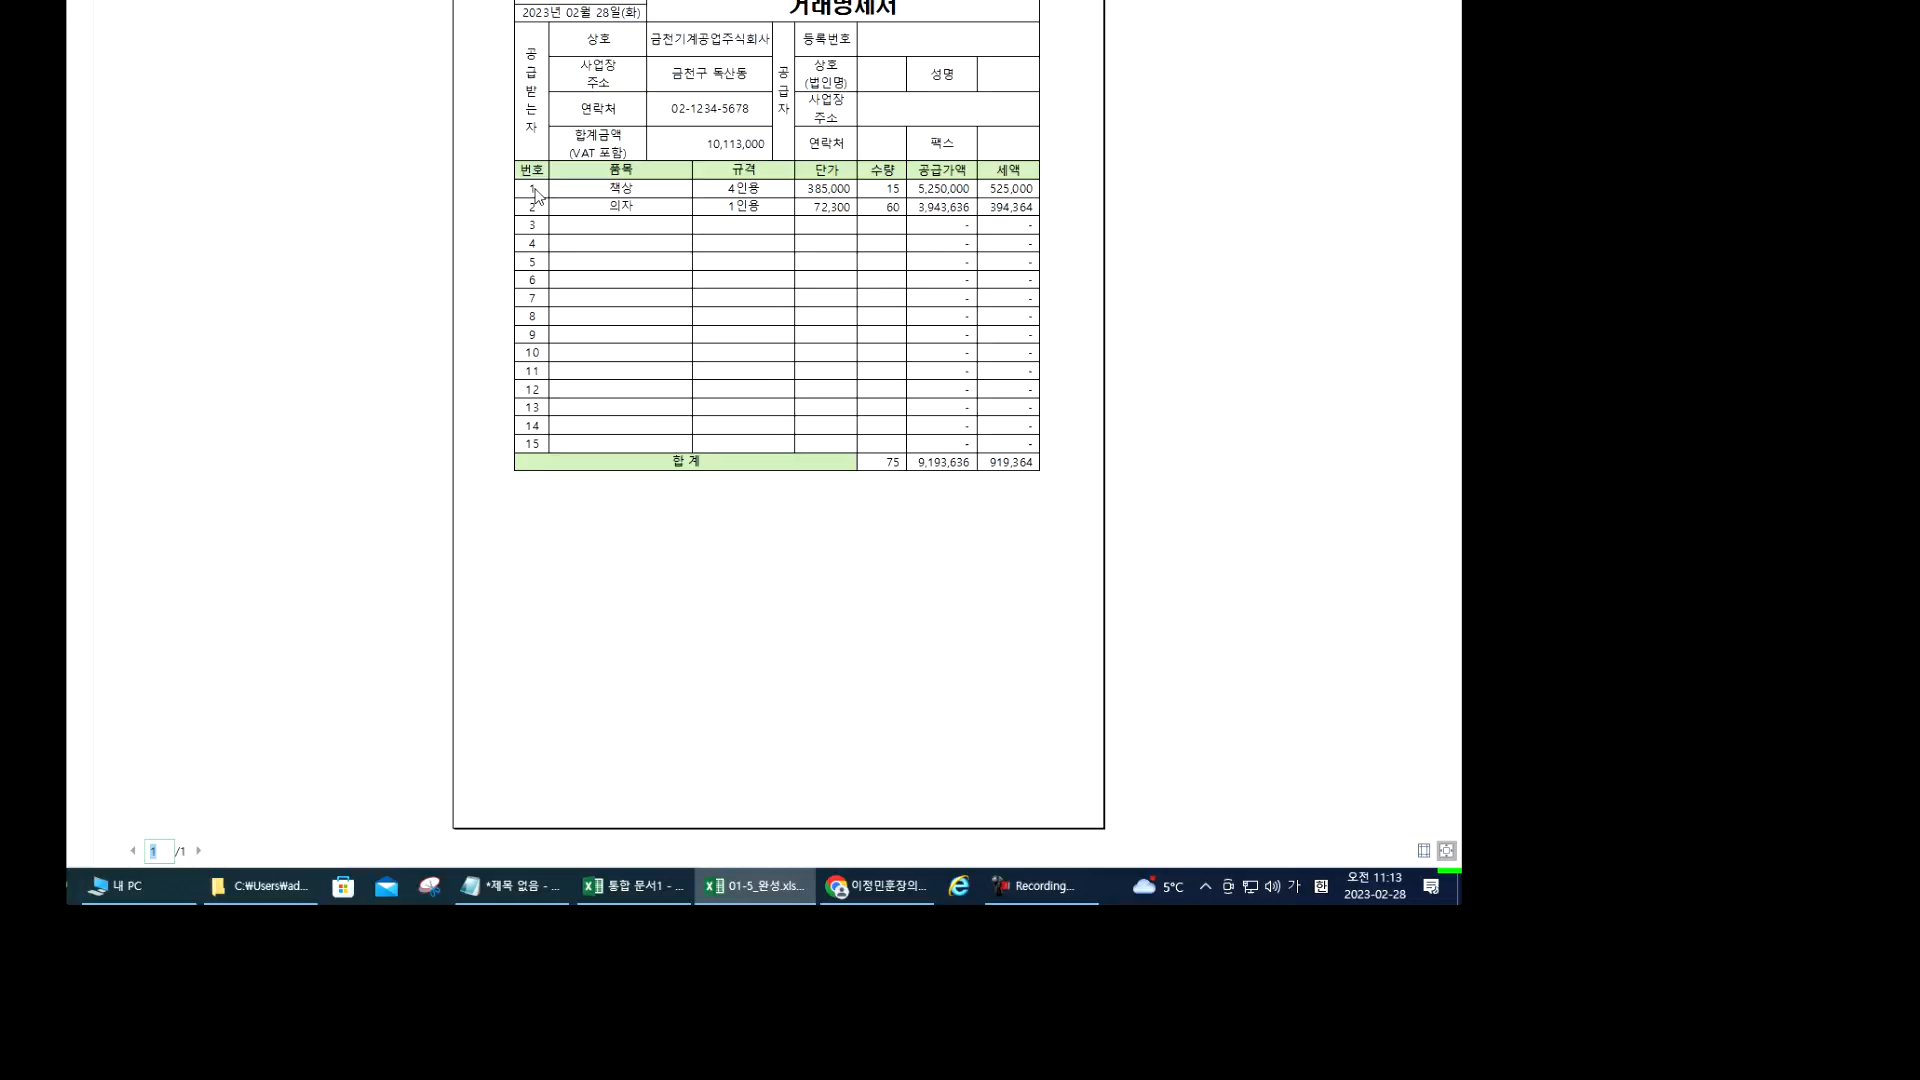 거래명세서
2023년 02월 28일(화)
공급받는자 상호 금천기계공업주식회사 공급자 등록번호
사업장 주소 금천구 독산동 상호 (법인명) 성명
연락처 02-1234-5678 사업장 주소
합계금액 (VAT 포함) 10,113,000 연락처 팩스
번호 품목 규격 단가 수량 공급가액 세액
1 책상 4인용 385,000 15 5,250,000 525,000
2 의자 1인용 72,300 60 3,943,636 394,364
3 - -
4 - -
5 - -
6 - -
7 - -
8 - -
9 - -
10 - -
11 - -
12 - -
13 - -
14 - -
15 - -
합 계 75 9,193,636 919,364
1 /1
내 PC C:₩Users₩ad... *제목 없음 - ... 통합 문서1 - ... 01-5_완성.xls... 이정민훈장의... Recording... 5°C 가 한 오전 11:13
2023-02-28